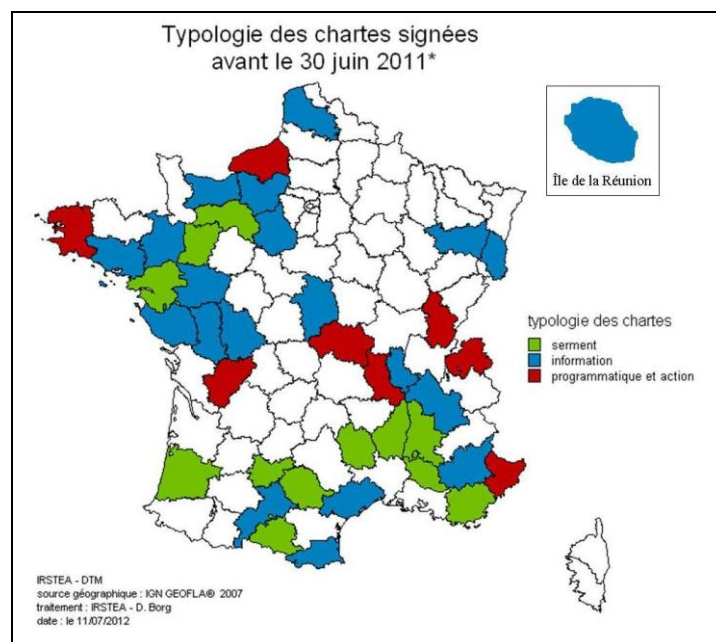 Typologie des chartes signées
avant le 30 juin 2011*
Île de la Réunion
typologie des chartes
serment
information
programmatique et action
IRSTEA - DTM
source géographique : IGN GEOFLA® 2007
traitement : IRSTEA - D. Borg
date : le 11/07/2012